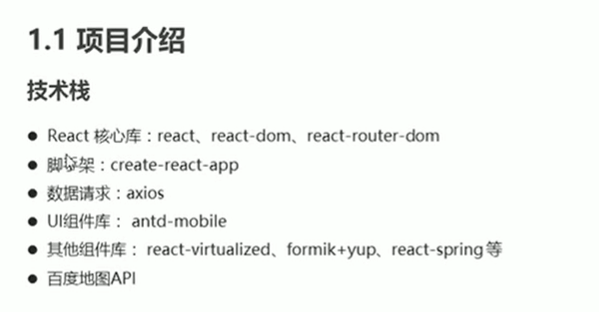 1.1 项目介绍
技术栈
● React 核心库：react、react-dom、react-router-dom
● 脚手架：create-react-app
● 数据请求：axios
● UI组件库： antd-mobile
● 其他组件库： react-virtualized、formik+yup、react-spring 等
● 百度地图API